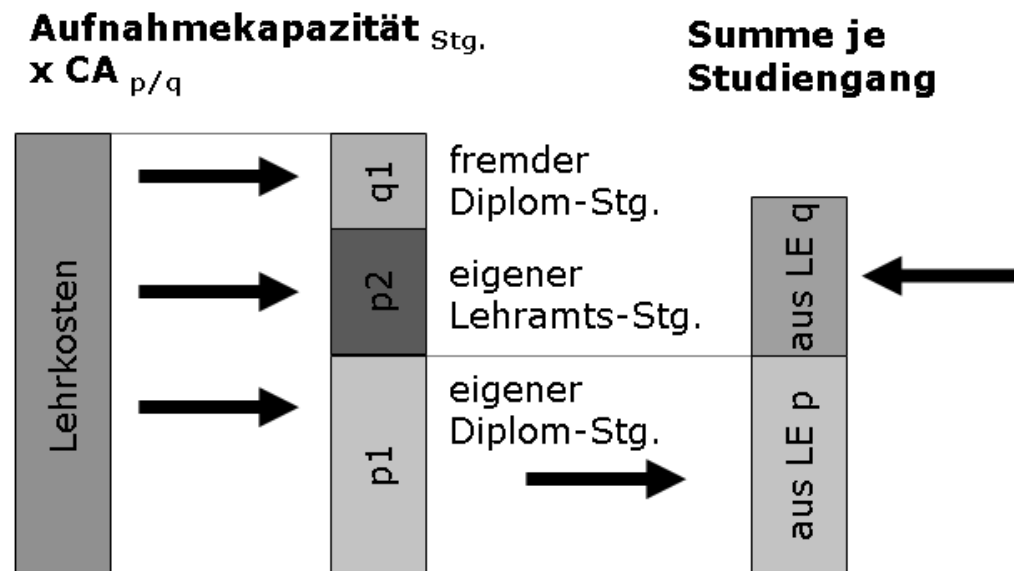 Aufnahmekapazität Stg.
x CA p/q
Summe je
Studiengang
Lehrkosten
q1
fremder
Diplom-Stg.
p2
eigener
Lehramts-Stg.
p1
eigener
Diplom-Stg.
aus LE q
aus LE p